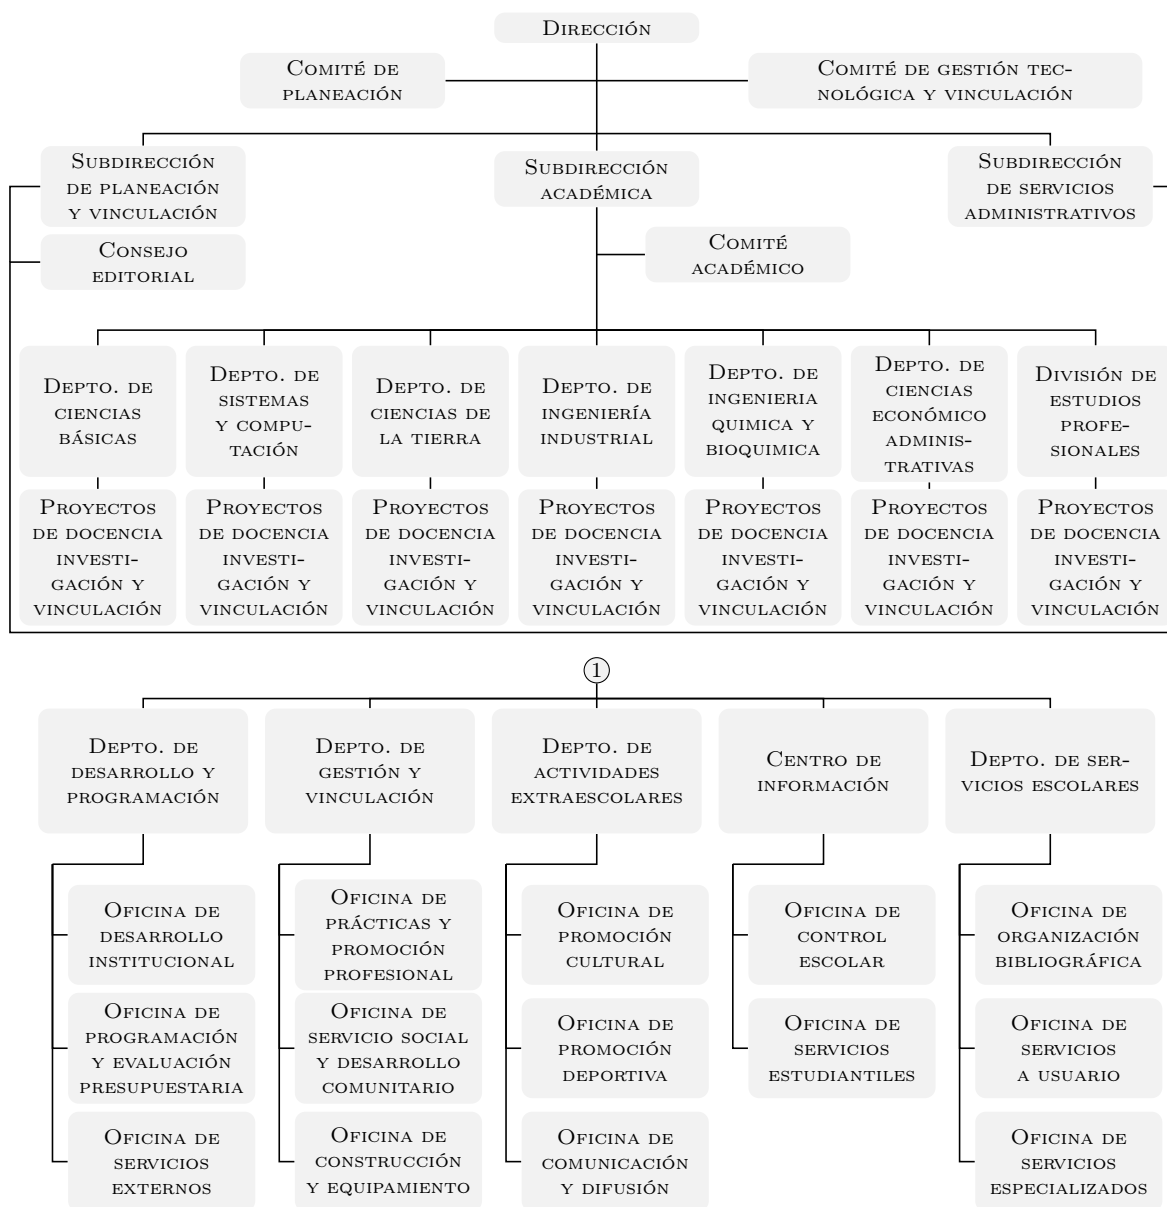 Dirección
Comité de
planeación
Comité de gestión tec-
nológica y vinculación
Subdirección
de planeación
y vinculación
Subdirección
académica
Subdirección
de servicios
administrativos
Consejo
editorial
Comité
académico
Depto. de
ciencias
básicas
Depto. de
sistemas
y compu-
tación
Depto. de
ciencias de
la tierra
Depto. de
ingeniería
industrial
Depto. de
ingenieria
quimica y
bioquimica
Depto. de
ciencias
económico
adminis-
trativas
División de
estudios
profe-
sionales
Proyectos
de docencia
investi-
gación y
vinculación
Proyectos
de docencia
investi-
gación y
vinculación
Proyectos
de docencia
investi-
gación y
vinculación
Proyectos
de docencia
investi-
gación y
vinculación
Proyectos
de docencia
investi-
gación y
vinculación
Proyectos
de docencia
investi-
gación y
vinculación
Proyectos
de docencia
investi-
gación y
vinculación
1
Depto. de
desarrollo y
programación
Depto. de
gestión y
vinculación
Depto. de
actividades
extraescolares
Centro de
información
Depto. de ser-
vicios escolares
Oficina de
desarrollo
institucional
Oficina de
prácticas y
promoción
profesional
Oficina de
promoción
cultural
Oficina de
control
escolar
Oficina de
organización
bibliográfica
Oficina de
programación
y evaluación
presupuestaria
Oficina de
servicio social
y desarrollo
comunitario
Oficina de
promoción
deportiva
Oficina de
servicios
estudiantiles
Oficina de
servicios
a usuario
Oficina de
servicios
externos
Oficina de
construcción
y equipamiento
Oficina de
comunicación
y difusión
Oficina de
servicios
especializados